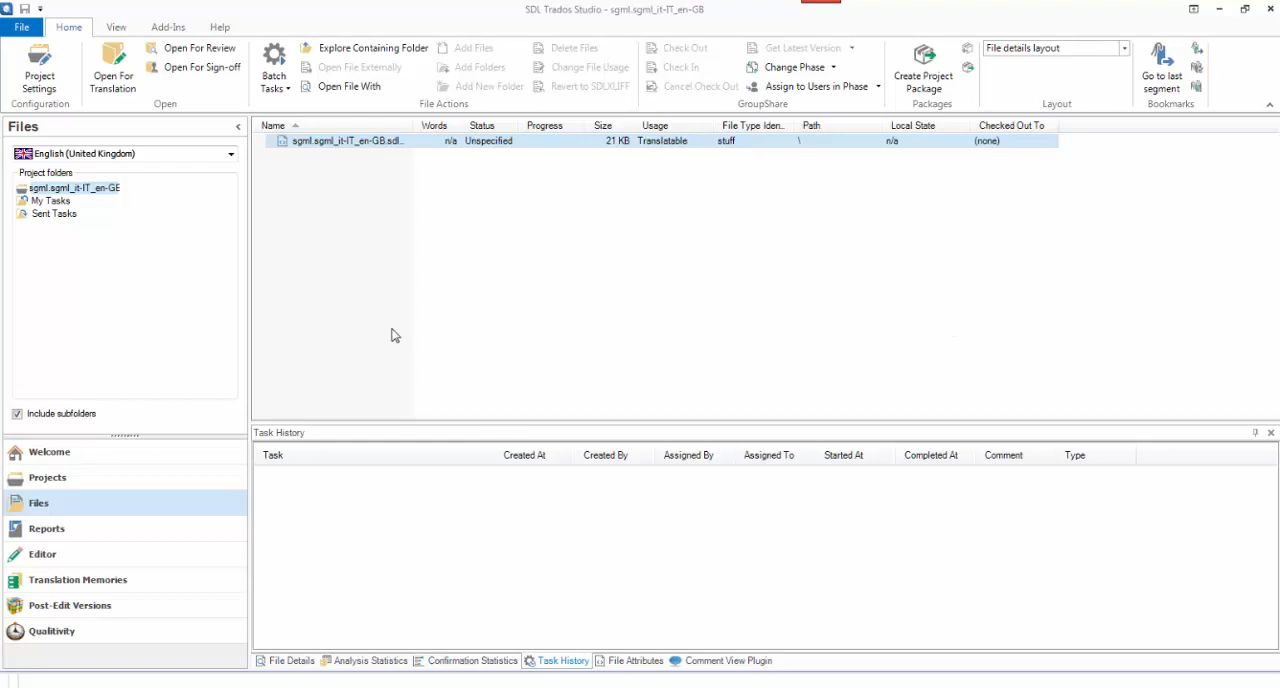 SDL Trados Studio - sgml.sgml_it-IT_en-GB
File Home View Add-Ins Help
Project Settings
Configuration
Open For Translation
Open For Review
Open For Sign-off
Open
Batch Tasks
Explore Containing Folder
Open File Externally
Open File With
Add Files
Add Folders
Add New Folder
Delete Files
Change File Usage
Revert to SDLXLIFF
File Actions
Check Out
Check In
Cancel Check Out
Get Latest Version
Change Phase
Assign to Users in Phase
GroupShare
Create Project Package
Packages
File details layout
Layout
Go to last segment
Bookmarks
Files
English (United Kingdom)
Project folders
sgml.sgml_it-IT_en-GE
My Tasks
Sent Tasks
Include subfolders
Welcome
Projects
Files
Reports
Editor
Translation Memories
Post-Edit Versions
Qualitivity
Name Words Status Progress Size Usage File Type Iden.. Path Local State Checked Out To
sgml.sgml_it-IT_en-GB.sdl.. n/a Unspecified 21 KB Translatable stuff \ n/a (none)
Task History
Task Created At Created By Assigned By Assigned To Started At Completed At Comment Type
File Details Analysis Statistics Confirmation Statistics Task History File Attributes Comment View Plugin